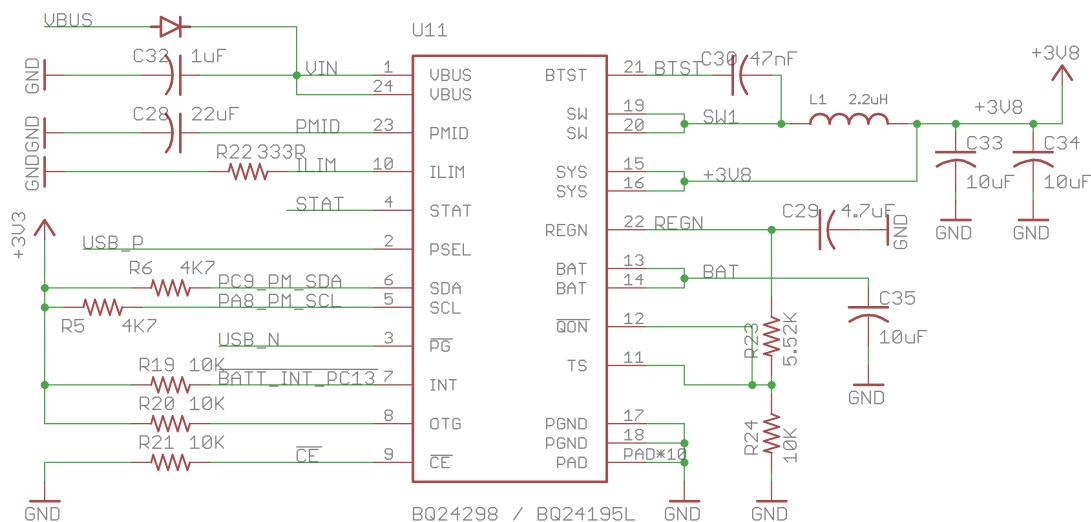 VBUS
U11
C32 1uF
GND
VIN
1
VBUS
24
VBUS
C28 22uF
GND
PMID
23
PMID
R22 333R
GND
ILIM
10
ILIM
STAT
4
STAT
+3V3
USB_P
2
PSEL
R6 4K7
PC9_PM_SDA
6
SDA
R5 4K7
PA8_PM_SCL
5
SCL
USB_N
3
PG
R19 10K
BATT_INT_PC13
7
INT
R20 10K
8
OTG
R21 10K
CE
9
CE
GND
BTST
21
BTST
C30 47nF
SW
19
SW
20
SW1
L1 2.2uH
+3V8
+3V8
C33
10uF
GND
C34
10uF
GND
SYS
15
SYS
16
+3V8
REGN
22
REGN
C29 4.7uF
GND
BAT
13
BAT
14
BAT
C35
10uF
GND
QON
12
TS
11
R23
5.52K
R24
10K
GND
PGND
17
PGND
18
PAD
PAD*10
GND
BQ24298 / BQ24195L